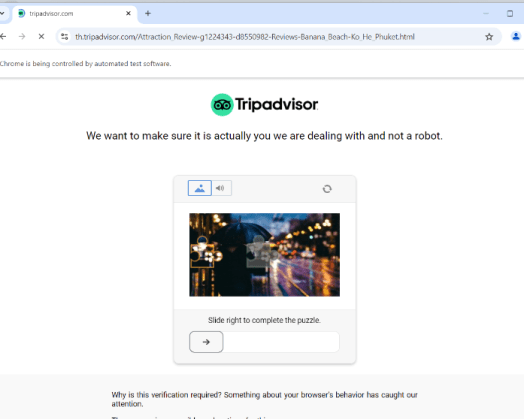 tripadvisor.com
th.tripadvisor.com/Attraction_Review-g1224343-d8550982-Reviews-Banana_Beach-Ko_He_Phuket.html
Chrome is being controlled by automated test software.
Tripadvisor
We want to make sure it is actually you we are dealing with and not a robot.
Slide right to complete the puzzle.
Why is this verification required? Something about your browser's behavior has caught our
attention.